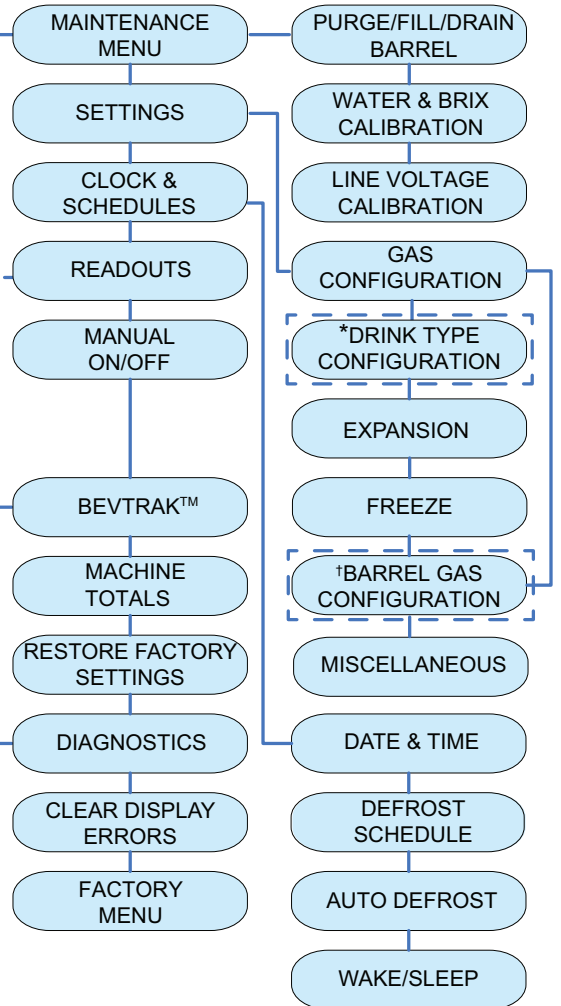 MAINTENANCE
MENU
SETTINGS
CLOCK &
SCHEDULES
READOUTS
MANUAL
ON/OFF
BEVTRAK™
MACHINE
TOTALS
RESTORE FACTORY
SETTINGS
DIAGNOSTICS
CLEAR DISPLAY
ERRORS
FACTORY
MENU
PURGE/FILL/DRAIN
BARREL
WATER & BRIX
CALIBRATION
LINE VOLTAGE
CALIBRATION
GAS
CONFIGURATION
*DRINK TYPE
CONFIGURATION
EXPANSION
FREEZE
†BARREL GAS
CONFIGURATION
MISCELLANEOUS
DATE & TIME
DEFROST
SCHEDULE
AUTO DEFROST
WAKE/SLEEP